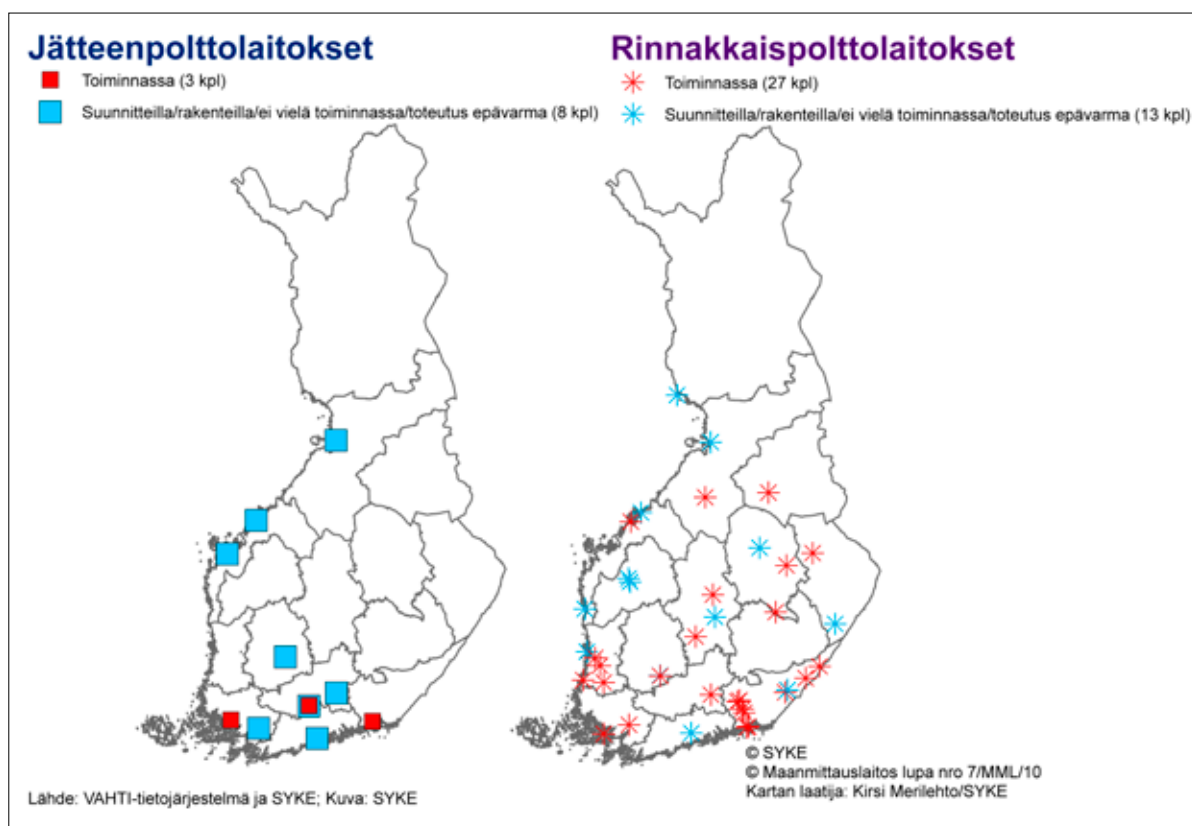 Jätteenpolttolaitokset
Toiminnassa (3 kpl)
Suunnitteilla/rakenteilla/ei vielä toiminnassa/toteutus epävarma (8 kpl)
Rinnakkaispolttolaitokset
Toiminnassa (27 kpl)
Suunnitteilla/rakenteilla/ei vielä toiminnassa/toteutus epävarma (13 kpl)
© SYKE
© Maanmittauslaitos lupa nro 7/MML/10
Kartan laatija: Kirsi Merilehto/SYKE
Lähde: VAHTI-tietojärjestelmä ja SYKE; Kuva: SYKE